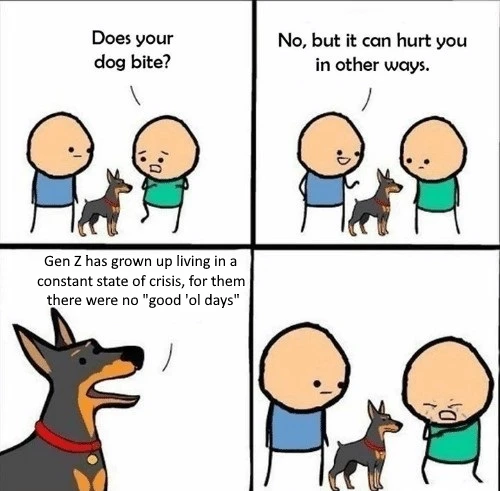 Does your
dog bite?
No, but it can hurt you
in other ways.
Gen Z has grown up living in a
constant state of crisis, for them
there were no "good 'ol days"